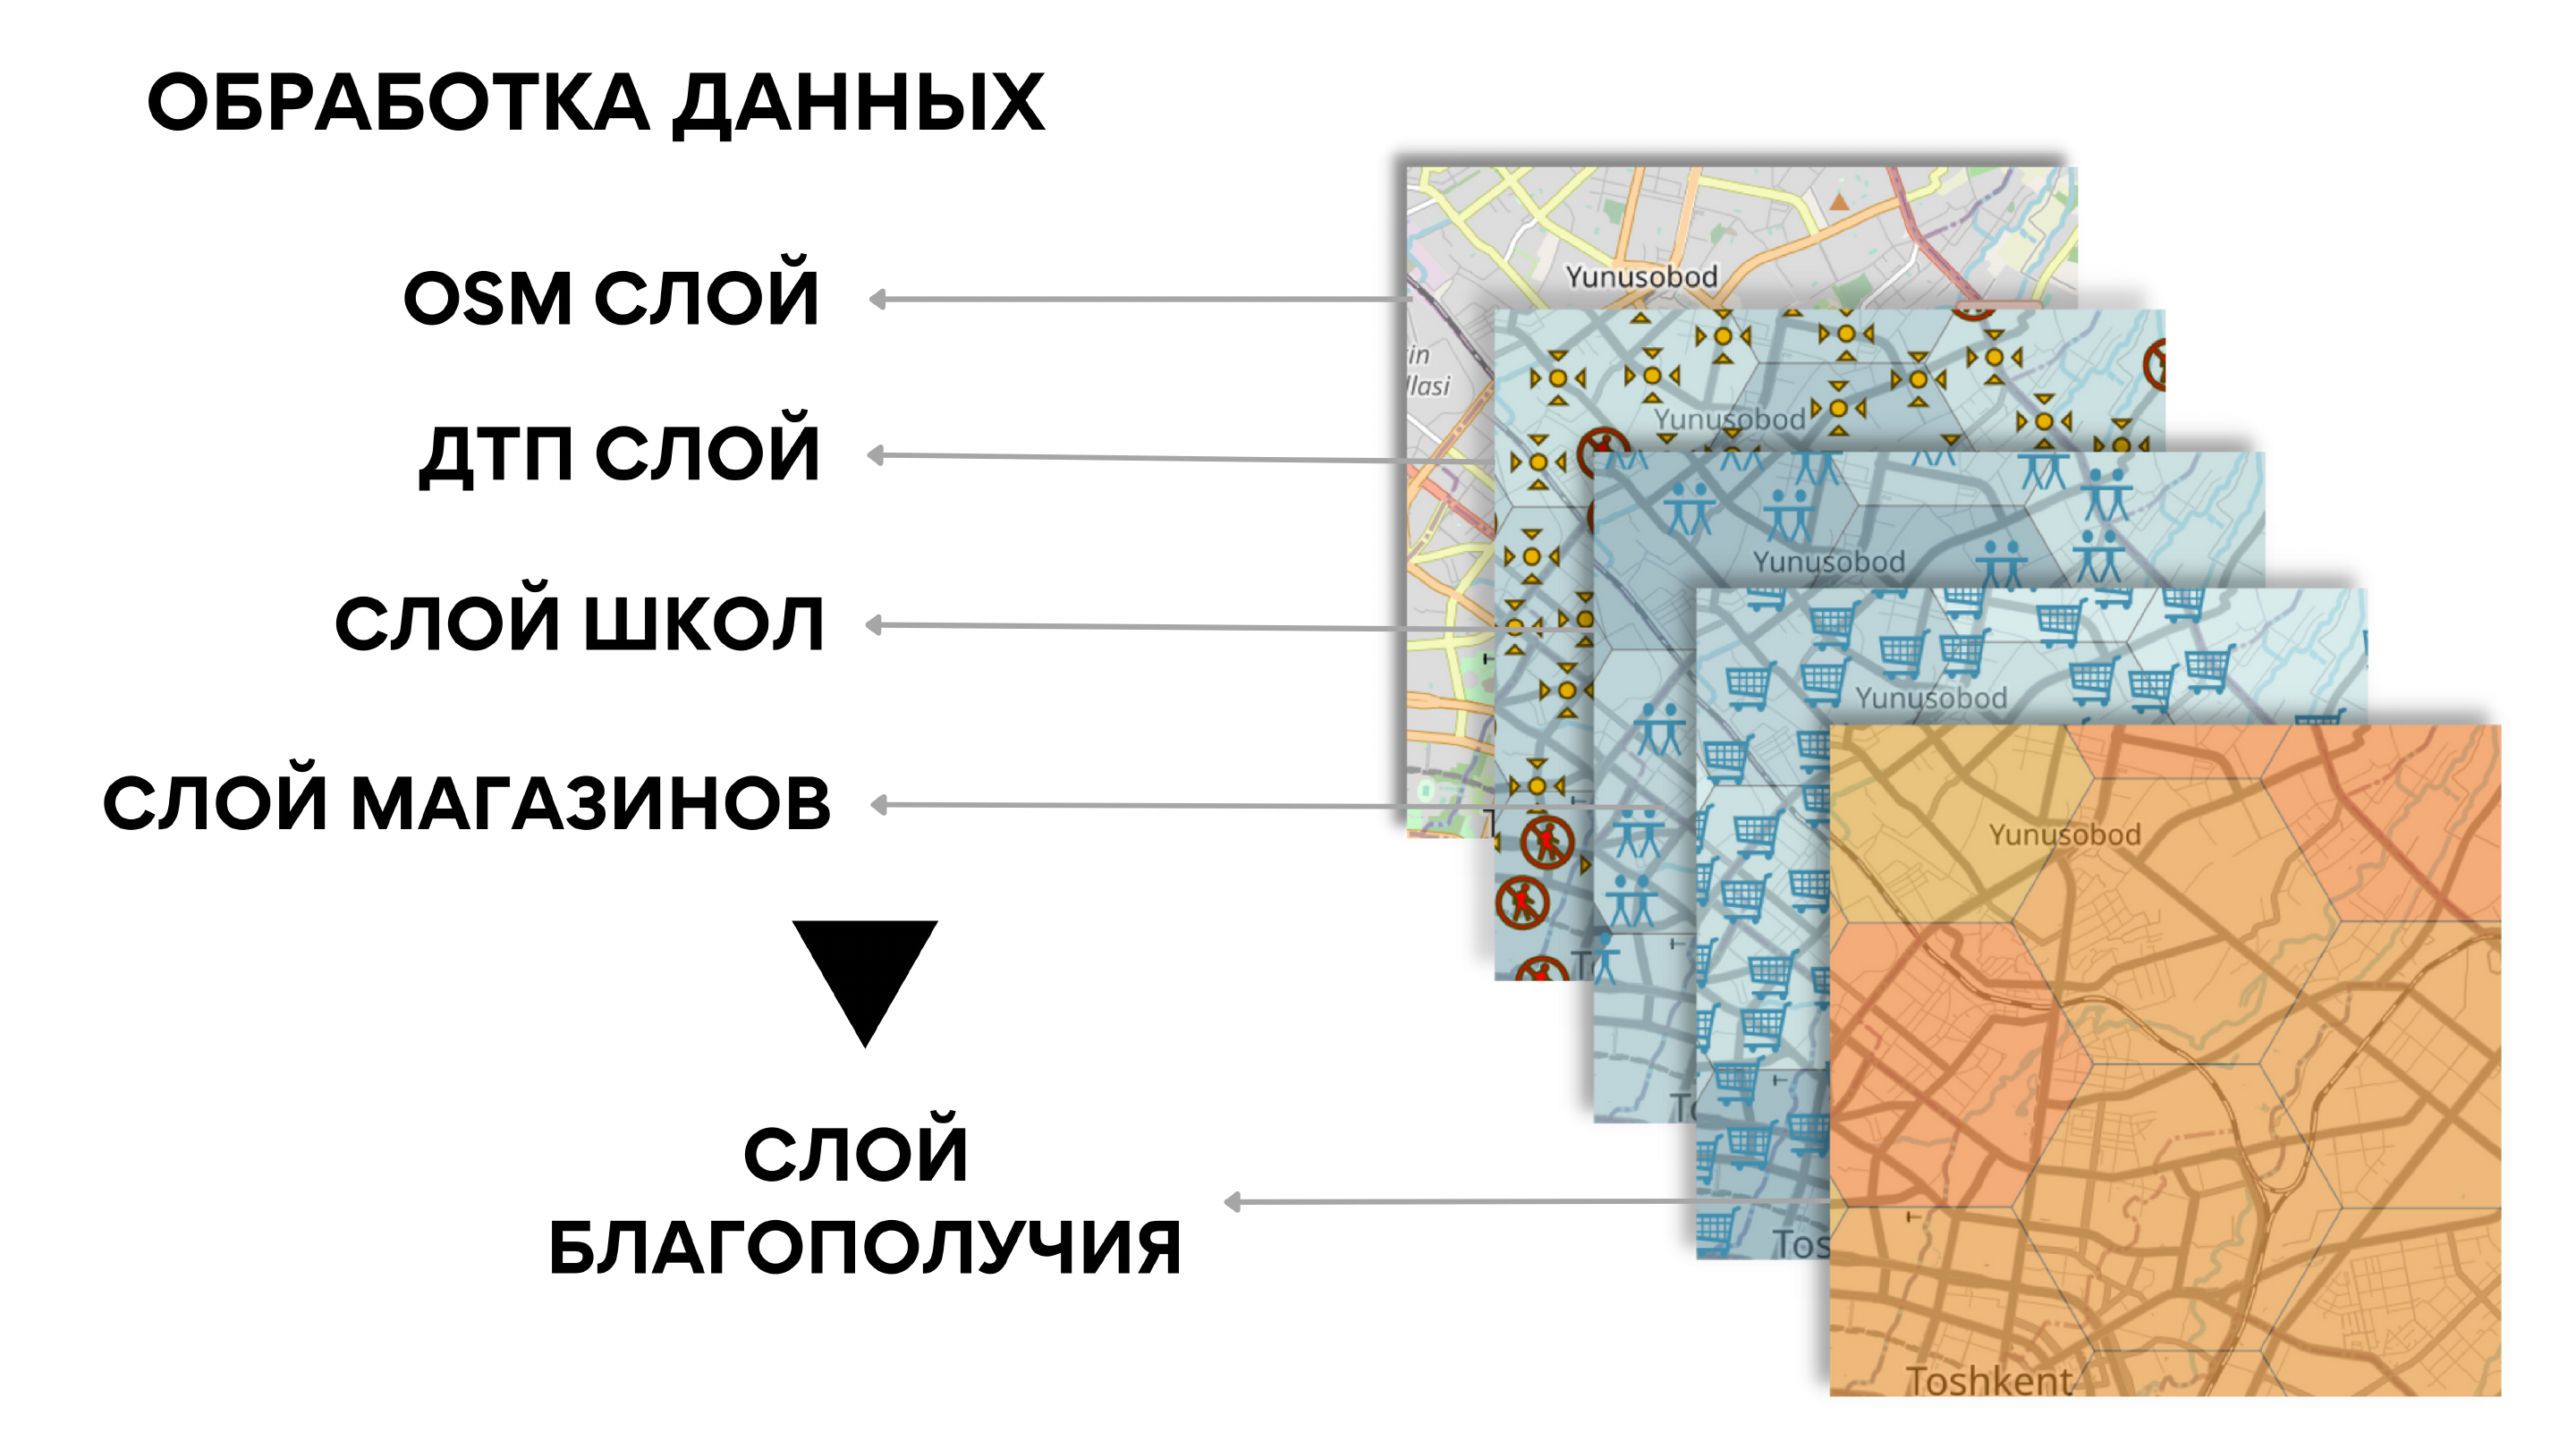 ОБРАБОТКА ДАННЫХ
OSM СЛОЙ
ДТП СЛОЙ
СЛОЙ ШКОЛ
СЛОЙ МАГАЗИНОВ
СЛОЙ
БЛАГОПОЛУЧИЯ
Yunusobod
Yunusobod
Yunusobod
Yunusobod
Yunusobod
Toshkent